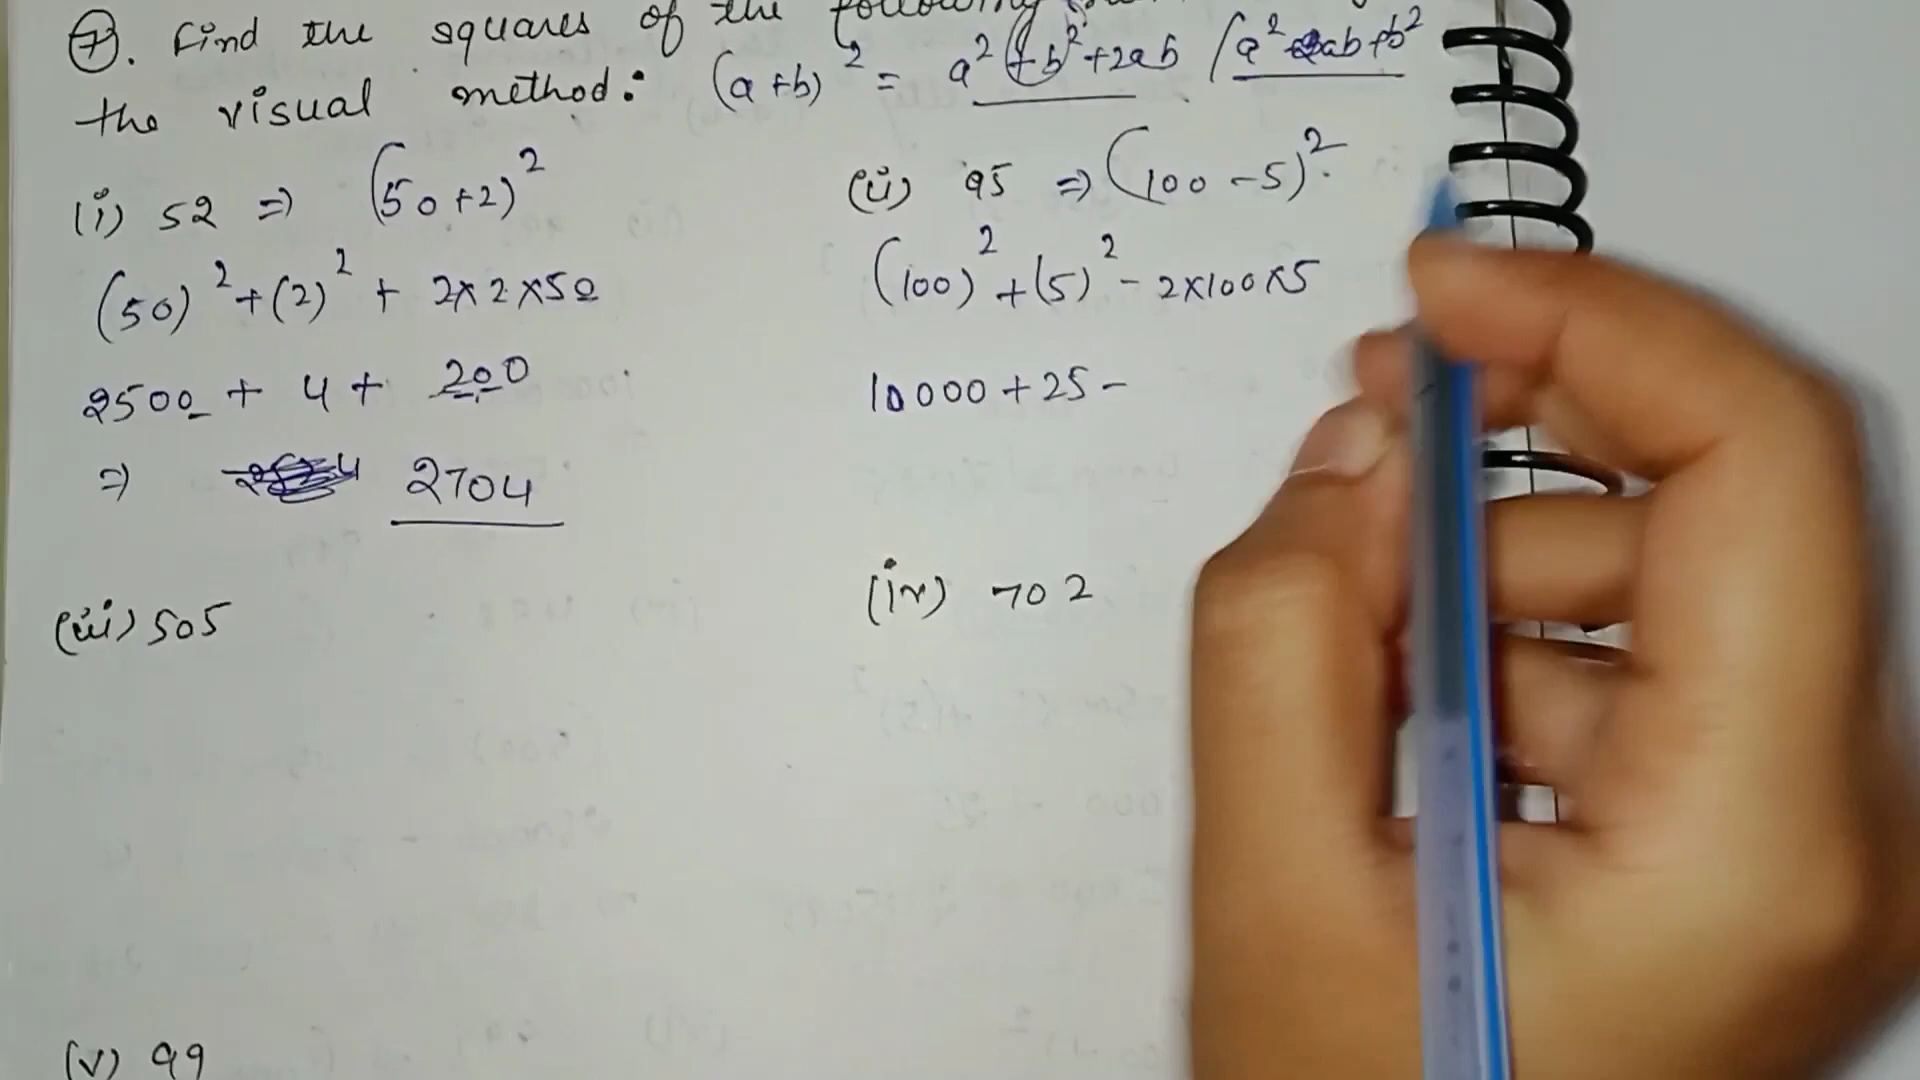 ⑦. Find the squares of the following
the visual method: (a+b)² = a²+b²+2ab / a²+2ab+b²
(i) 52 ⇒ (50+2)²
(50)²+(2)² + 2×2×50
2500 + 4 + 200
⇒ 2704
(ii) 95 ⇒ (100-5)²
(100)²+(5)²-2×100×5
10000+25-
(iii) 505
(iv) 702
(v) 99